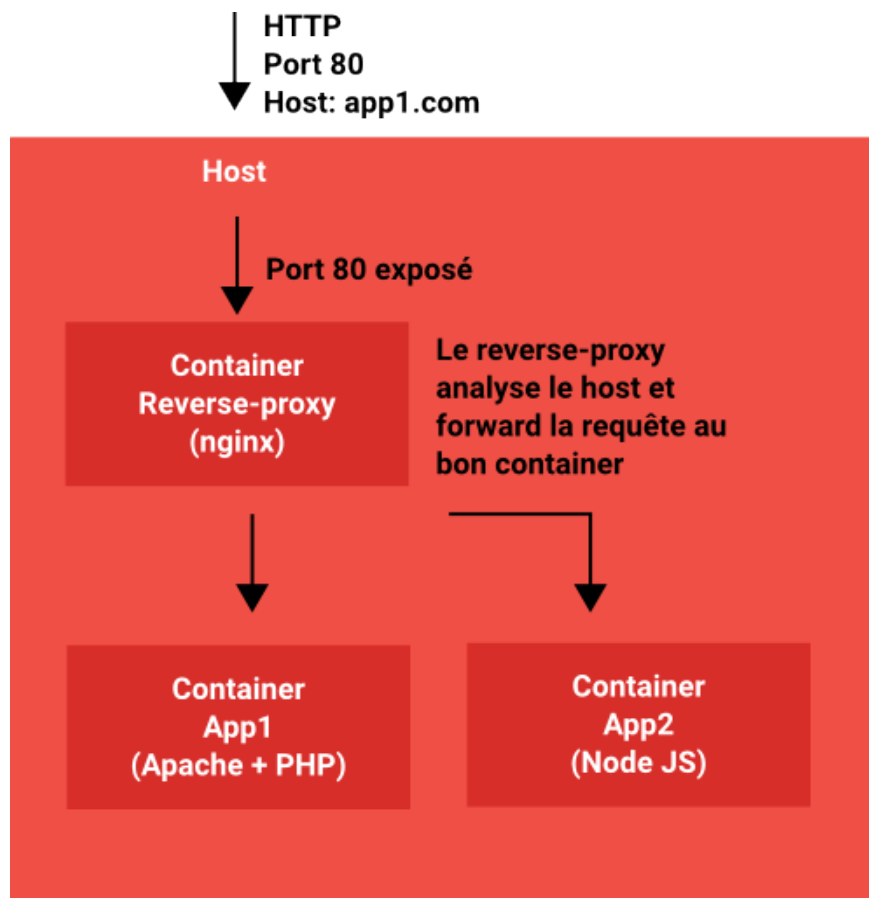 HTTP
Port 80
Host: app1.com
Host
Port 80 exposé
Container
Reverse-proxy
(nginx)
Le reverse-proxy
analyse le host et
forward la requête au
bon container
Container
App1
(Apache + PHP)
Container
App2
(Node JS)